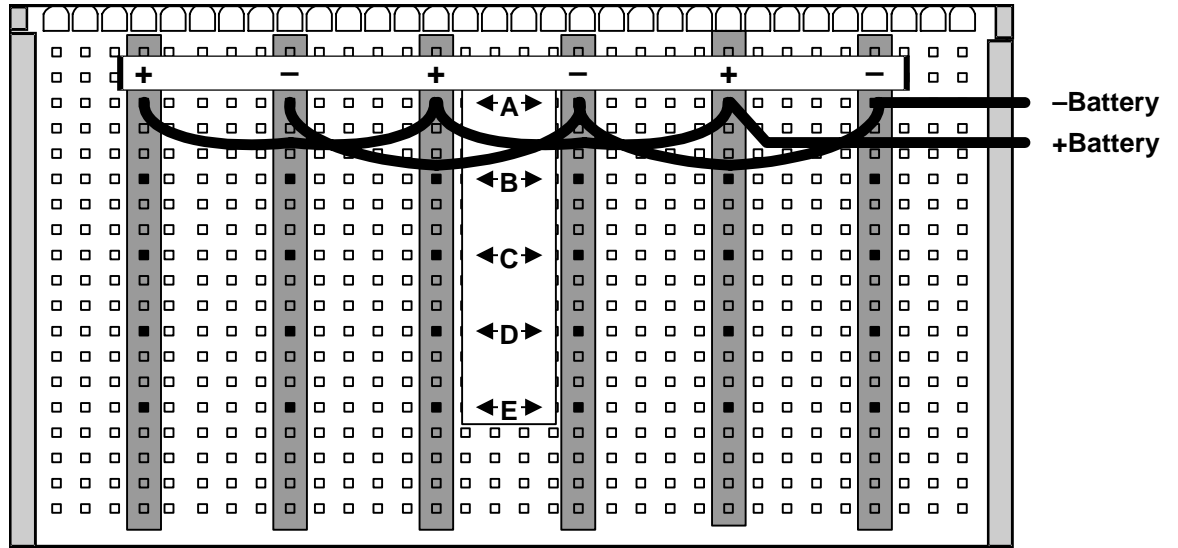 + – + – + –
A
–Battery
+Battery
B
C
D
E